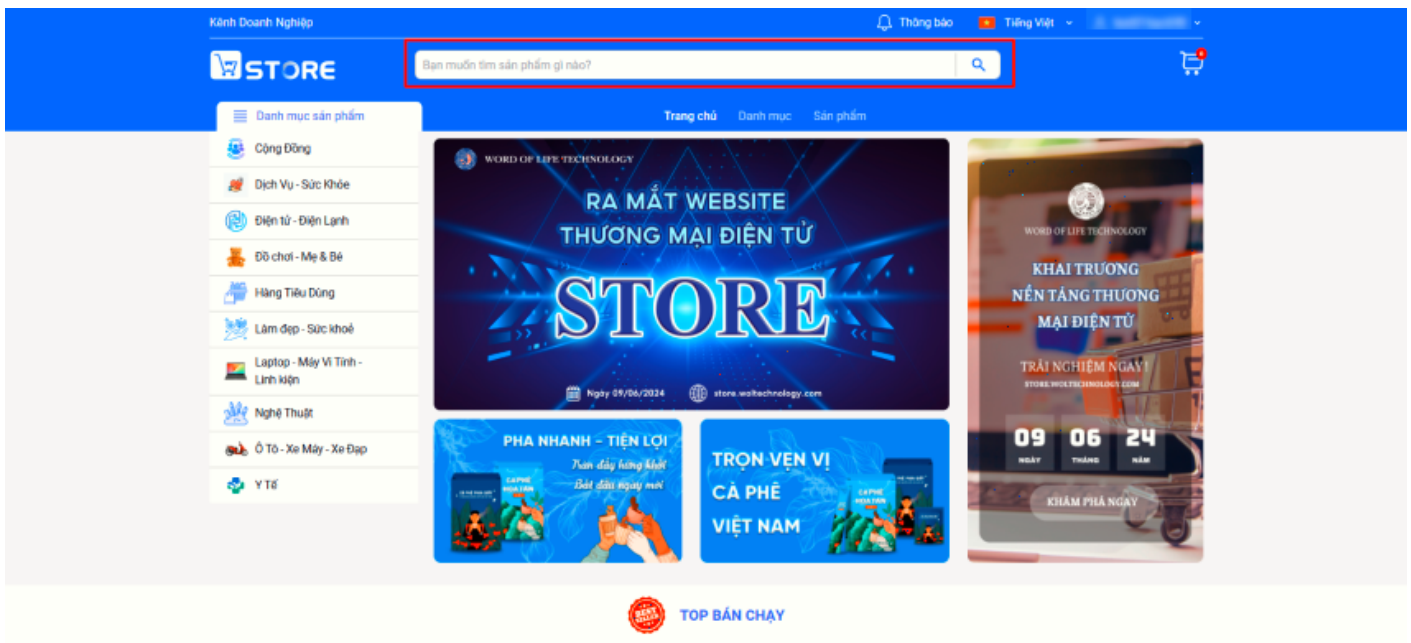 Kênh Doanh Nghiệp
Thông báo
Tiếng Việt
STORE
Bạn muốn tìm sản phẩm gì nào?
Danh mục sản phẩm
Trang chủ
Danh mục
Sản phẩm
Cộng Đồng
Dịch Vụ - Sức Khỏe
Điện tử - Điện Lạnh
Đồ chơi - Mẹ & Bé
Hàng Tiêu Dùng
Làm đẹp - Sức khoẻ
Laptop - Máy Vi Tính -
Linh kiện
Nghệ Thuật
Ô Tô - Xe Máy - Xe Đạp
Y Tế
WORD OF LIFE TECHNOLOGY
RA MẮT WEBSITE
THƯƠNG MẠI ĐIỆN TỬ
STORE
Ngày 09/06/2024
store.woltechnology.com
PHA NHANH – TIỆN LỢI
Tràn đầy hứng khởi
Bắt đầu ngày mới
CAPHE
HOA TAN
TRỌN VẸN VỊ
CÀ PHÊ
VIỆT NAM
WORD OF LIFE TECHNOLOGY
KHAI TRƯƠNG
NỀN TẢNG THƯƠNG
MẠI ĐIỆN TỬ
TRẢI NGHIỆM NGAY!
STORE.WOLTECHNOLOGY.COM
09 06 24
NGÀY THÁNG NĂM
KHÁM PHÁ NGAY
BEST
SELLER
TOP BÁN CHẠY